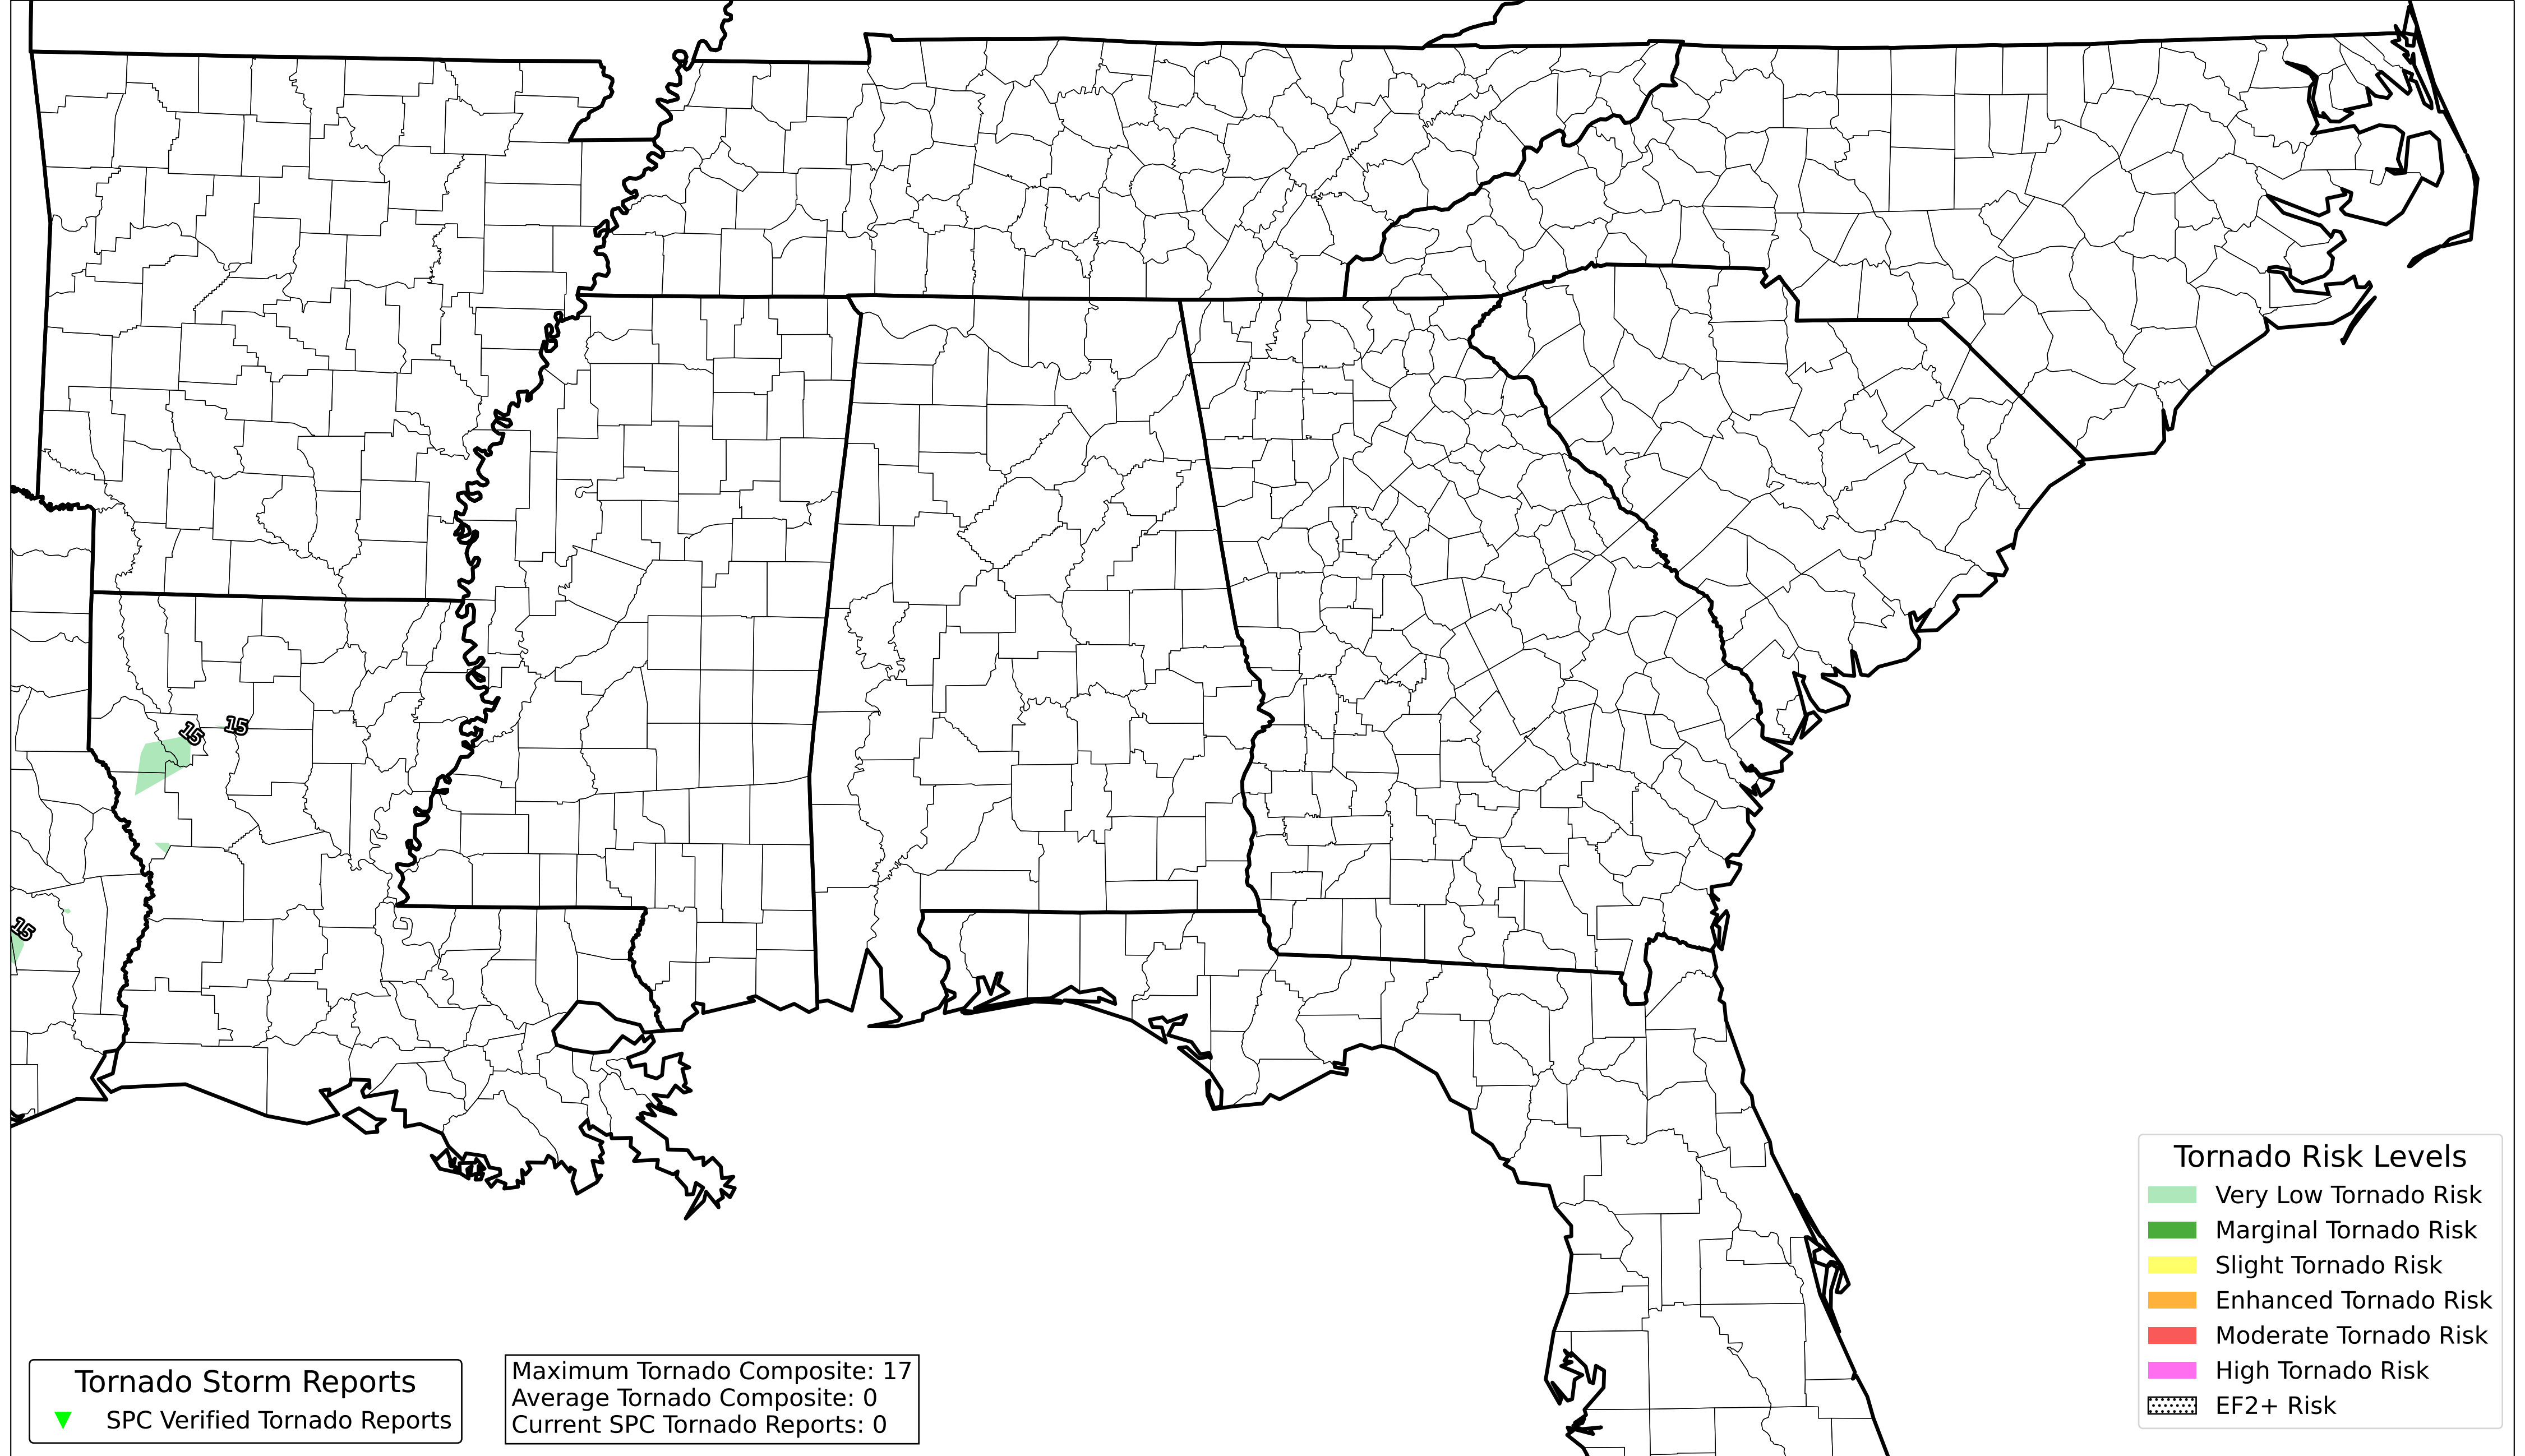 15
15
15
Tornado Storm Reports
SPC Verified Tornado Reports
Maximum Tornado Composite: 17
Average Tornado Composite: 0
Current SPC Tornado Reports: 0
Tornado Risk Levels
Very Low Tornado Risk
Marginal Tornado Risk
Slight Tornado Risk
Enhanced Tornado Risk
Moderate Tornado Risk
High Tornado Risk
EF2+ Risk